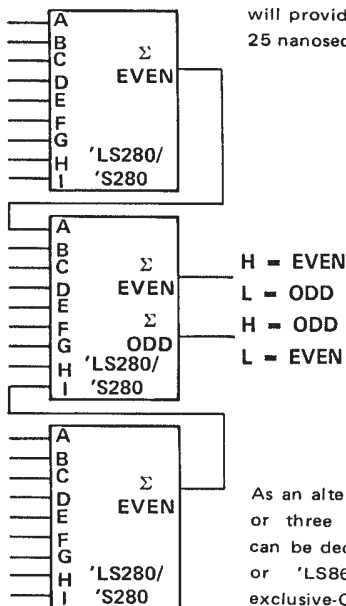 will provid
25 nanosed
A
B
C
D
E
F
G
H
I
Σ
EVEN
'LS280/
'S280
A
B
C
D
E
F
G
H
I
Σ
EVEN
Σ
ODD
'LS280/
'S280
H = EVEN
L = ODD
H = ODD
L = EVEN
A
B
C
D
E
F
G
H
I
Σ
EVEN
'LS280/
'S280
As an alte
or three
can be dec
or 'LS86
exclusive-O